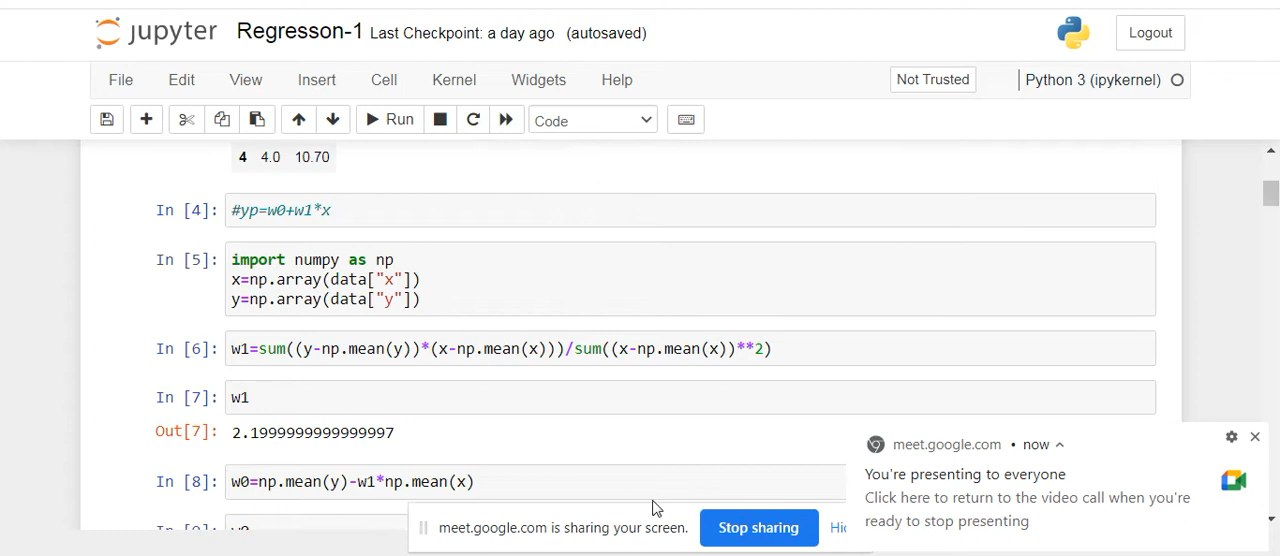 jupyter Regresson-1 Last Checkpoint: a day ago (autosaved) Logout
File Edit View Insert Cell Kernel Widgets Help Not Trusted Python 3 (ipykernel)
Run Code
4 4.0 10.70
In [4]: #yp=w0+w1*x
In [5]: import numpy as np
x=np.array(data["x"])
y=np.array(data["y"])
In [6]: w1=sum((y-np.mean(y))*(x-np.mean(x)))/sum((x-np.mean(x))**2)
In [7]: w1
Out[7]: 2.1999999999999997
meet.google.com • now
You're presenting to everyone
Click here to return to the video call when you're
ready to stop presenting
In [8]: w0=np.mean(y)-w1*np.mean(x)
meet.google.com is sharing your screen. Stop sharing